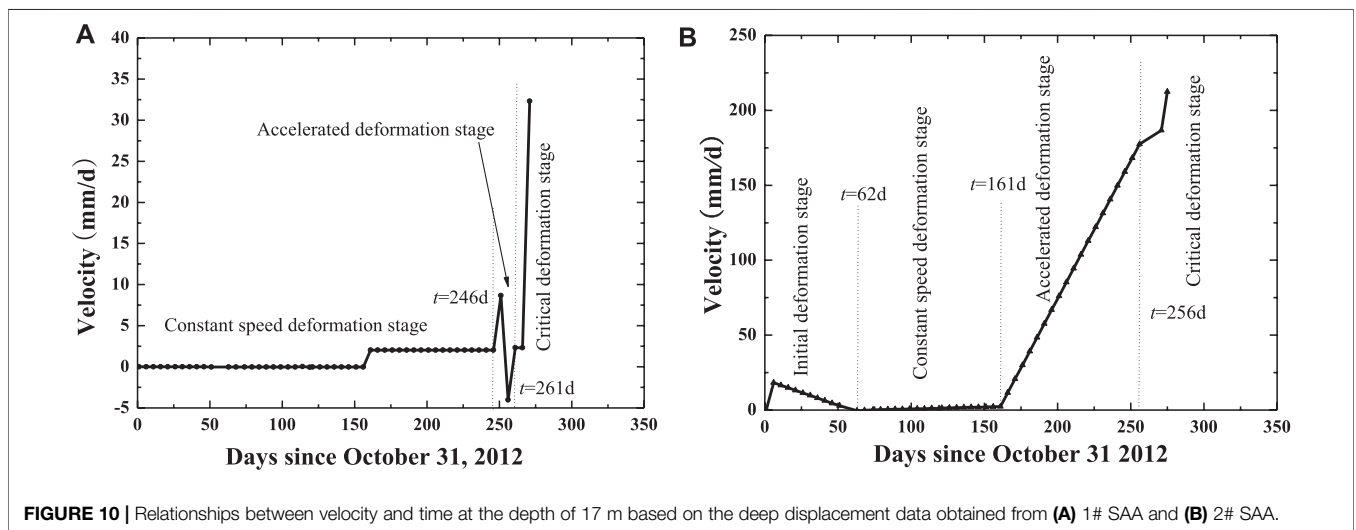 A
40
35
30
25
20
15
10
5
0
-5
Velocity (mm/d)
Accelerated deformation stage
t=246d
Constant speed deformation stage
t=261d
Critical deformation stage
0 50 100 150 200 250 300 350
Days since October 31, 2012
B
250
200
150
100
50
0
Velocity (mm/d)
Initial deformation stage
t=62d
Constant speed deformation stage
t=161d
Accelerated deformation stage
t=256d
Critical deformation stage
0 50 100 150 200 250 300 350
Days since October 31 2012
FIGURE 10 | Relationships between velocity and time at the depth of 17 m based on the deep displacement data obtained from (A) 1# SAA and (B) 2# SAA.